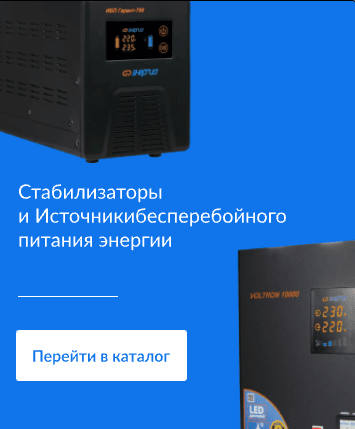 ИБП Гарант-750
220
235
Энергия
Стабилизаторы
и Источникибесперебойного
питания энергии
VOLTRON 10000
230
220
Перейти в каталог
LED